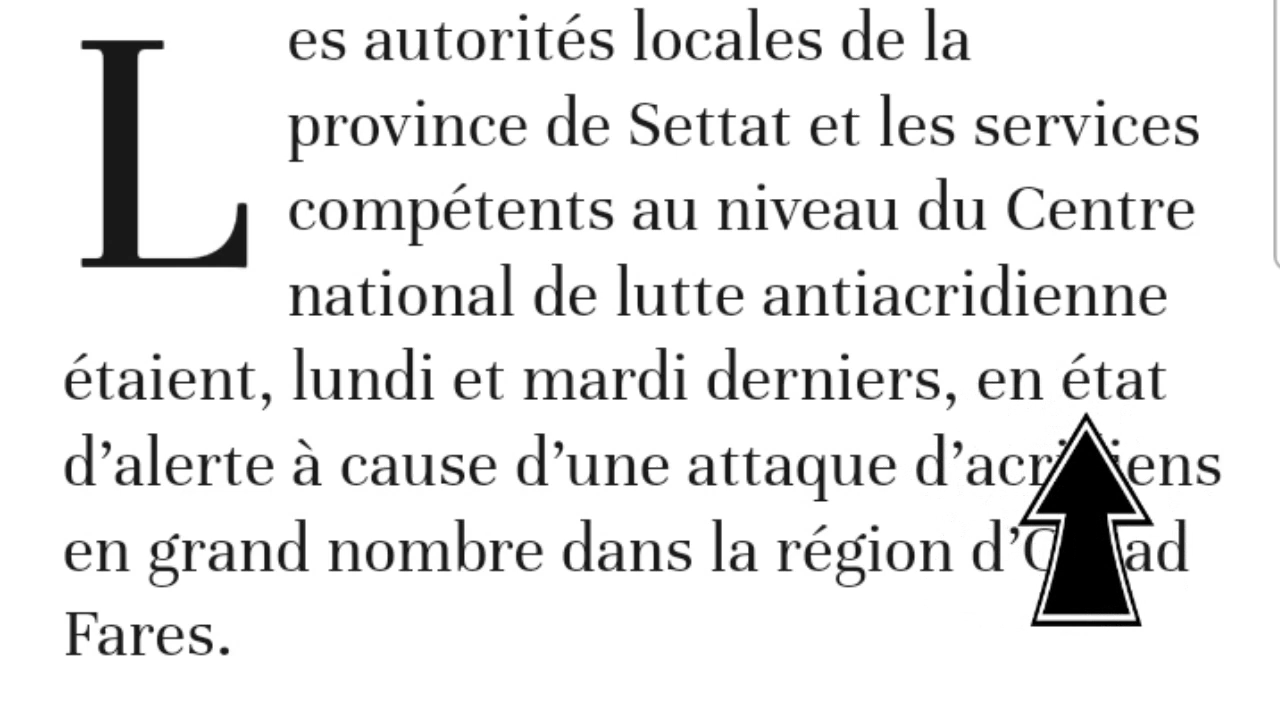 Les autorités locales de la
province de Settat et les services
compétents au niveau du Centre
national de lutte antiacridienne
étaient, lundi et mardi derniers, en état
d’alerte à cause d’une attaque
en grand nombre dans la région
Fares.